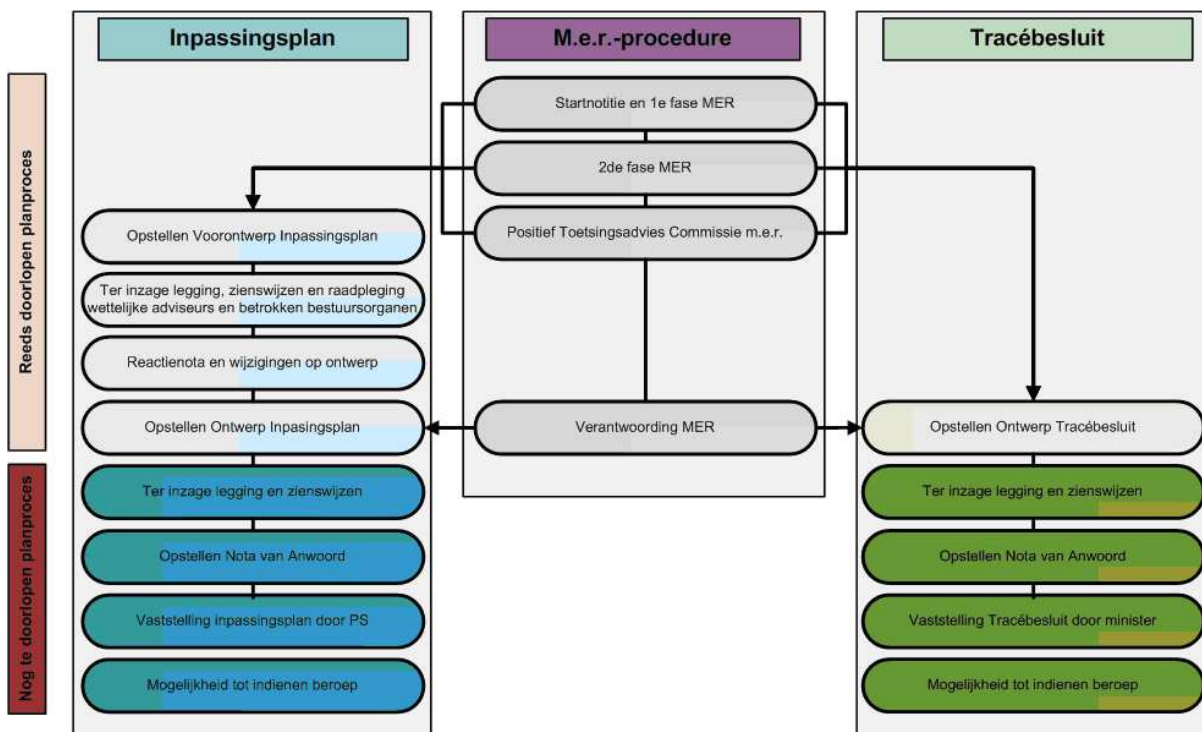 Inpassingsplan
M.e.r.-procedure
Tracébesluit
Reeds doorlopen planproces
Nog te doorlopen planproces
Startnotitie en 1e fase MER
2de fase MER
Positief Toetsingsadvies Commissie m.e.r.
Verantwoording MER
Opstellen Voorontwerp Inpassingsplan
Ter inzage legging, zienswijzen en raadpleging
wettelijke adviseurs en betrokken bestuursorganen
Reactienota en wijzigingen op ontwerp
Opstellen Ontwerp Inpasingsplan
Ter inzage legging en zienswijzen
Opstellen Nota van Anwoord
Vaststelling inpassingsplan door PS
Mogelijkheid tot indienen beroep
Opstellen Ontwerp Tracébesluit
Ter inzage legging en zienswijzen
Opstellen Nota van Anwoord
Vaststelling Tracébesluit door minister
Mogelijkheid tot indienen beroep